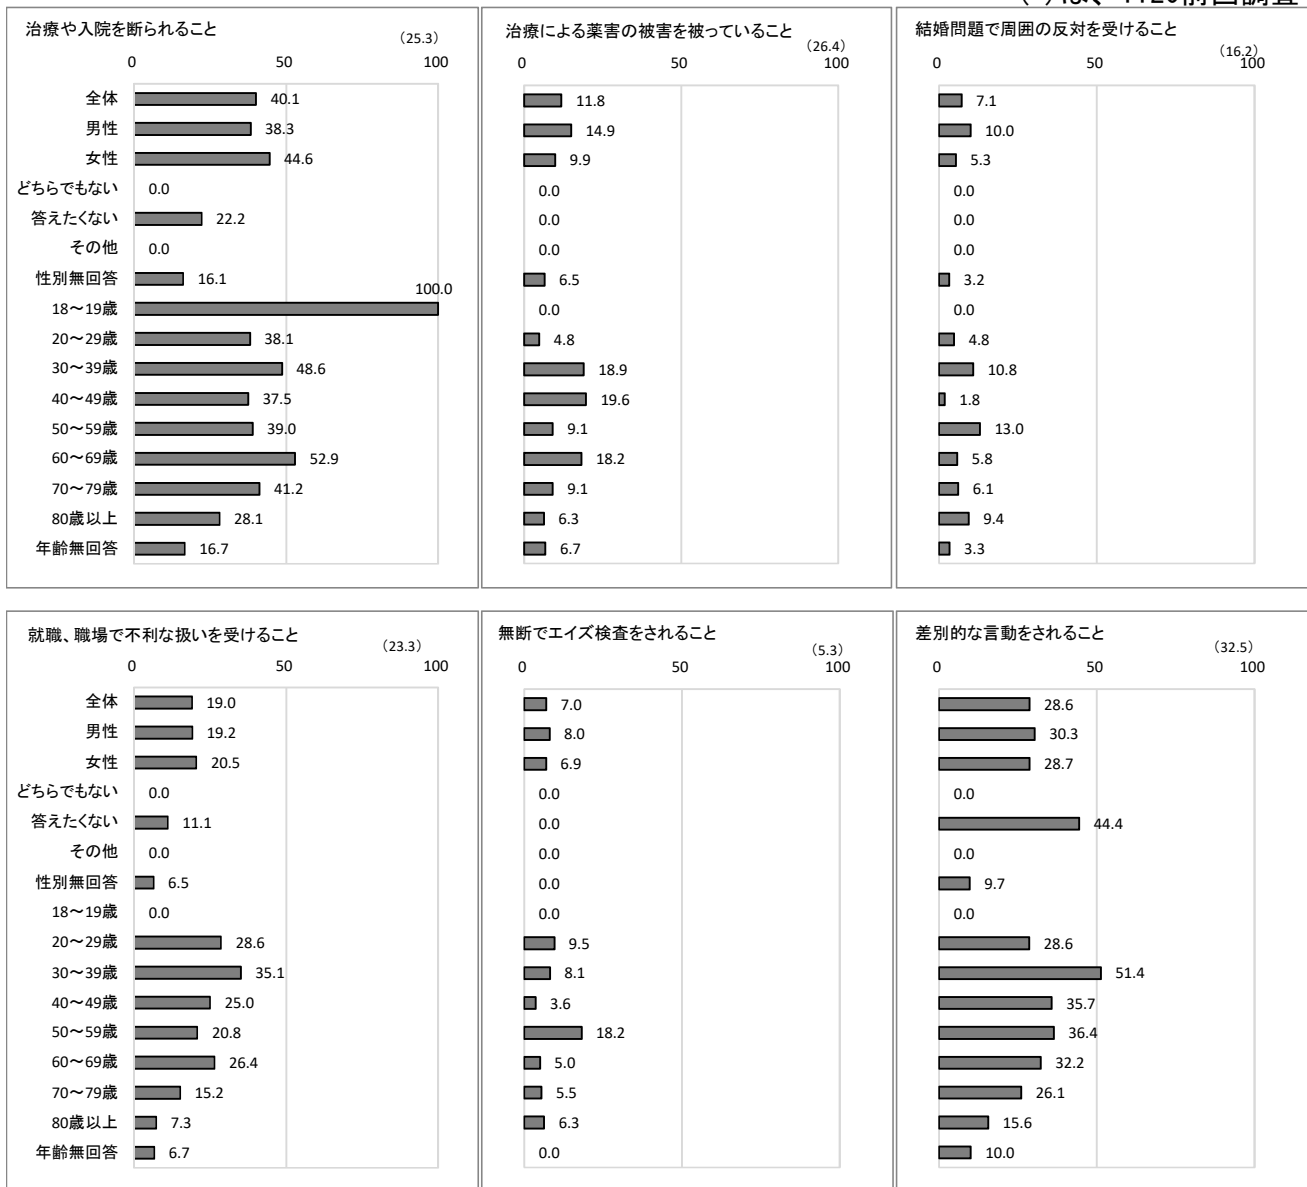 治療や入院を断られること
(25.3)
0 50 100
全体 40.1
男性 38.3
女性 44.6
どちらでもない 0.0
答えたくない 22.2
その他 0.0
性別無回答 16.1
18～19歳 100.0
20～29歳 38.1
30～39歳 48.6
40～49歳 37.5
50～59歳 39.0
60～69歳 52.9
70～79歳 41.2
80歳以上 28.1
年齢無回答 16.7
治療による薬害の被害を被っていること
(26.4)
0 50 100
11.8
14.9
9.9
0.0
0.0
0.0
6.5
0.0
4.8
18.9
19.6
9.1
18.2
9.1
6.3
6.7
結婚問題で周囲の反対を受けること
(16.2)
0 50 100
7.1
10.0
5.3
0.0
0.0
0.0
3.2
0.0
4.8
10.8
1.8
13.0
5.8
6.1
9.4
3.3
就職、職場で不利な扱いを受けること
(23.3)
0 50 100
全体 19.0
男性 19.2
女性 20.5
どちらでもない 0.0
答えたくない 11.1
その他 0.0
性別無回答 6.5
18～19歳 0.0
20～29歳 28.6
30～39歳 35.1
40～49歳 25.0
50～59歳 20.8
60～69歳 26.4
70～79歳 15.2
80歳以上 7.3
年齢無回答 6.7
無断でエイズ検査をされること
(5.3)
0 50 100
7.0
8.0
6.9
0.0
0.0
0.0
0.0
0.0
9.5
8.1
3.6
18.2
5.0
5.5
6.3
0.0
差別的な言動をされること
(32.5)
0 50 100
28.6
30.3
28.7
0.0
44.4
0.0
9.7
0.0
28.6
51.4
35.7
36.4
32.2
26.1
15.6
10.0